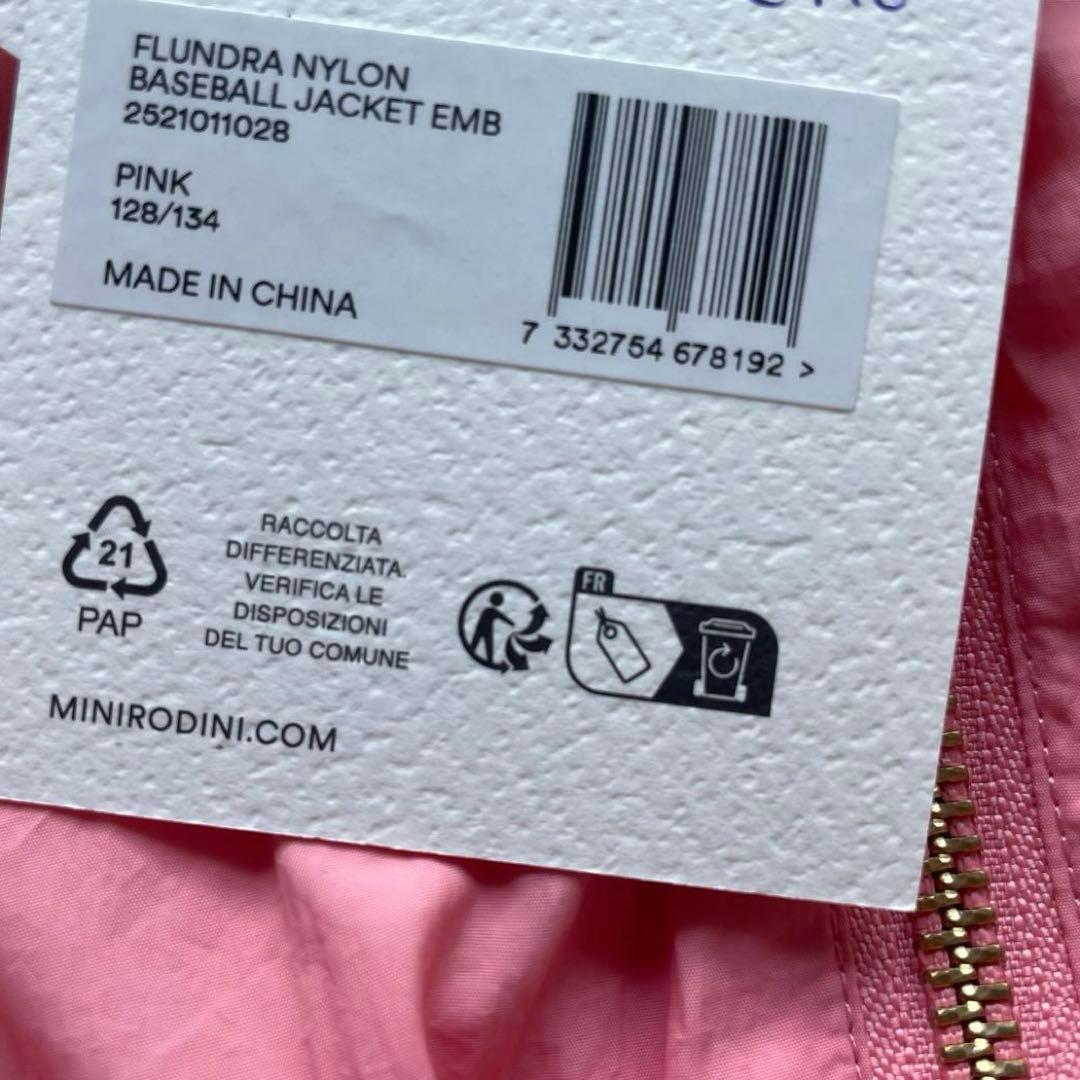 FLUNDRA NYLON
BASEBALL JACKET EMB
2521011028
PINK
128/134
MADE IN CHINA
7 332754 678192 >
21
PAP
RACCOLTA
DIFFERENZIATA.
VERIFICA LE
DISPOSIZIONI
DEL TUO COMUNE
FR
MINIRODINI.COM